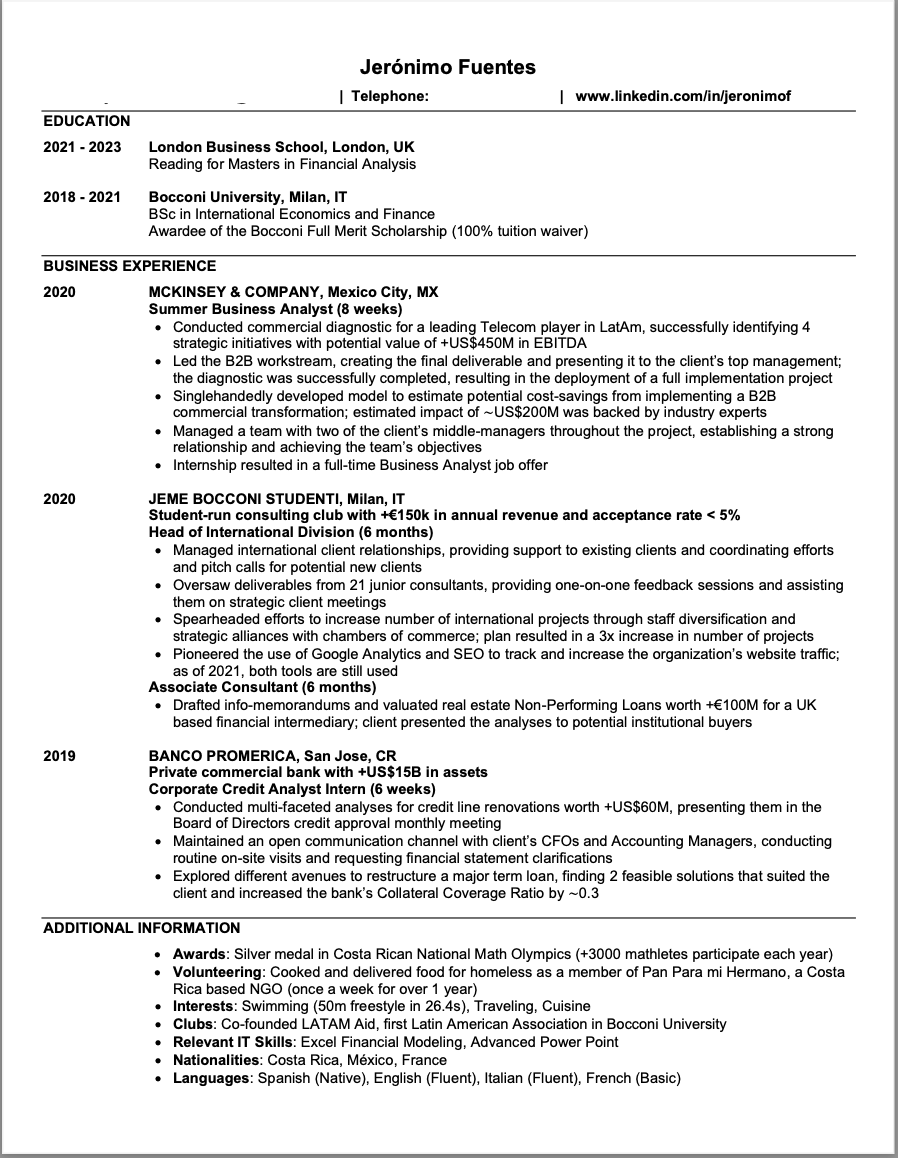 Jerónimo Fuentes
| Telephone: | www.linkedin.com/in/jeronimof
EDUCATION
2021 - 2023 London Business School, London, UK
Reading for Masters in Financial Analysis
2018 - 2021 Bocconi University, Milan, IT
BSc in International Economics and Finance
Awardee of the Bocconi Full Merit Scholarship (100% tuition waiver)
BUSINESS EXPERIENCE
2020 MCKINSEY & COMPANY, Mexico City, MX
Summer Business Analyst (8 weeks)
• Conducted commercial diagnostic for a leading Telecom player in LatAm, successfully identifying 4
strategic initiatives with potential value of +US$450M in EBITDA
• Led the B2B workstream, creating the final deliverable and presenting it to the client's top management;
the diagnostic was successfully completed, resulting in the deployment of a full implementation project
• Singlehandedly developed model to estimate potential cost-savings from implementing a B2B
commercial transformation; estimated impact of ~US$200M was backed by industry experts
• Managed a team with two of the client's middle-managers throughout the project, establishing a strong
relationship and achieving the team's objectives
• Internship resulted in a full-time Business Analyst job offer
2020 JEME BOCCONI STUDENTI, Milan, IT
Student-run consulting club with +€150k in annual revenue and acceptance rate < 5%
Head of International Division (6 months)
• Managed international client relationships, providing support to existing clients and coordinating efforts
and pitch calls for potential new clients
• Oversaw deliverables from 21 junior consultants, providing one-on-one feedback sessions and assisting
them on strategic client meetings
• Spearheaded efforts to increase number of international projects through staff diversification and
strategic alliances with chambers of commerce; plan resulted in a 3x increase in number of projects
• Pioneered the use of Google Analytics and SEO to track and increase the organization's website traffic;
as of 2021, both tools are still used
Associate Consultant (6 months)
• Drafted info-memorandums and valuated real estate Non-Performing Loans worth +€100M for a UK
based financial intermediary; client presented the analyses to potential institutional buyers
2019 BANCO PROMERICA, San Jose, CR
Private commercial bank with +US$15B in assets
Corporate Credit Analyst Intern (6 weeks)
• Conducted multi-faceted analyses for credit line renovations worth +US$60M, presenting them in the
Board of Directors credit approval monthly meeting
• Maintained an open communication channel with client's CFOs and Accounting Managers, conducting
routine on-site visits and requesting financial statement clarifications
• Explored different avenues to restructure a major term loan, finding 2 feasible solutions that suited the
client and increased the bank's Collateral Coverage Ratio by ~0.3
ADDITIONAL INFORMATION
• Awards: Silver medal in Costa Rican National Math Olympics (+3000 mathletes participate each year)
• Volunteering: Cooked and delivered food for homeless as a member of Pan Para mi Hermano, a Costa
Rica based NGO (once a week for over 1 year)
• Interests: Swimming (50m freestyle in 26.4s), Traveling, Cuisine
• Clubs: Co-founded LATAM Aid, first Latin American Association in Bocconi University
• Relevant IT Skills: Excel Financial Modeling, Advanced Power Point
• Nationalities: Costa Rica, México, France
• Languages: Spanish (Native), English (Fluent), Italian (Fluent), French (Basic)